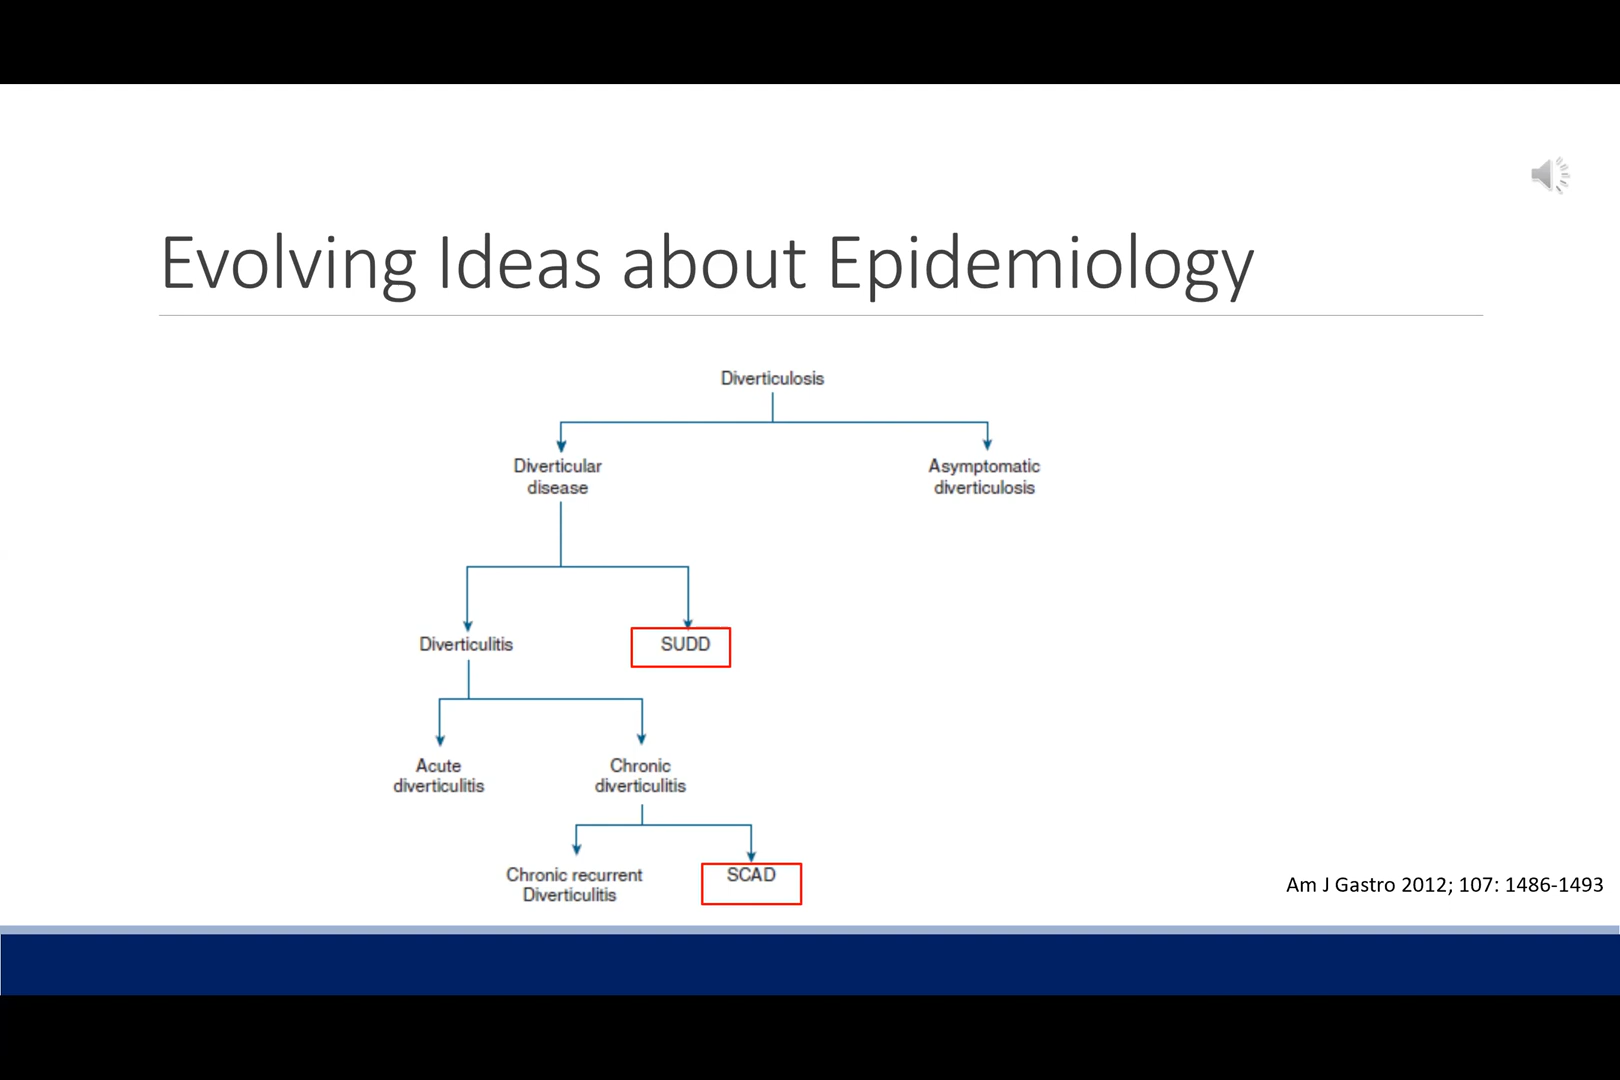 Evolving Ideas about Epidemiology
Diverticulosis
Diverticular
disease
Asymptomatic
diverticulosis
Diverticulitis
SUDD
Acute
diverticulitis
Chronic
diverticulitis
Chronic recurrent
Diverticulitis
SCAD
Am J Gastro 2012; 107: 1486-1493